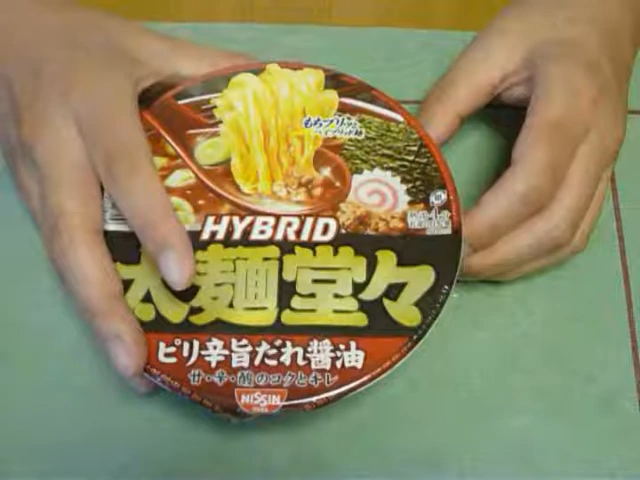 もちプリッ
HYBRID
太麺堂々
ピリ辛旨だれ醤油
甘・辛・酸のコクとキレ
NISSIN